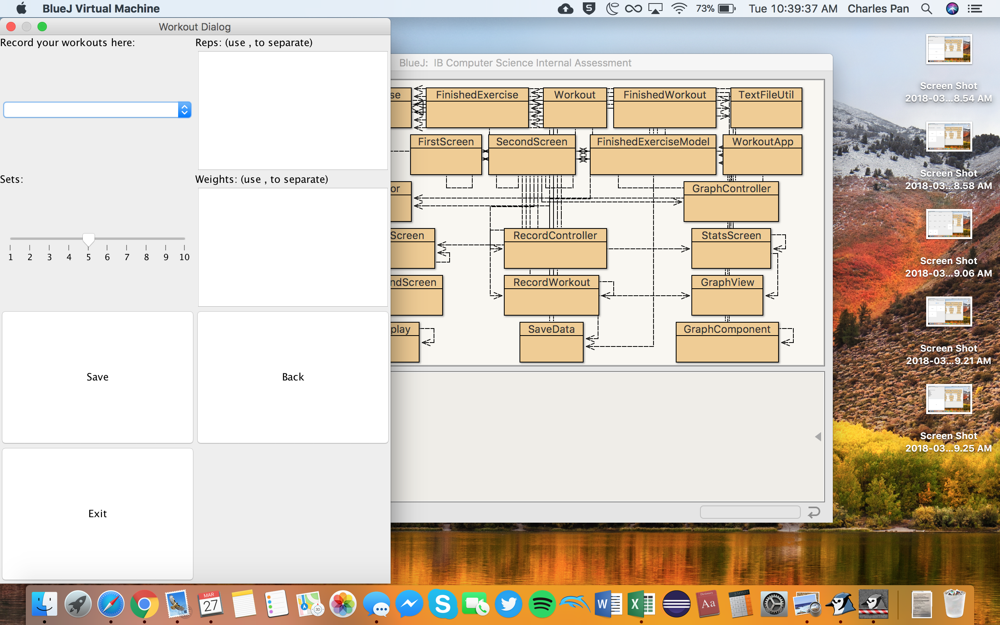 BlueJ Virtual Machine
73%
Tue 10:39:37 AM
Charles Pan
Workout Dialog
Record your workouts here:
Reps: (use , to separate)
Sets:
Weights: (use , to separate)
1 2 3 4 5 6 7 8 9 10
Save
Back
Exit
BlueJ: IB Computer Science Internal Assessment
se
FinishedExercise
Workout
FinishedWorkout
TextFileUtil
FirstScreen
SecondScreen
FinishedExerciseModel
WorkoutApp
or
GraphController
Screen
RecordController
StatsScreen
ndScreen
RecordWorkout
GraphView
play
SaveData
GraphComponent
Screen Shot
2018-03...8.54 AM
Screen Shot
2018-03...8.58 AM
Screen Shot
2018-03...9.06 AM
Screen Shot
2018-03...9.21 AM
Screen Shot
2018-03...9.25 AM
MAR
27
3D
S
W
X
Dictionary
Aa
3.141593